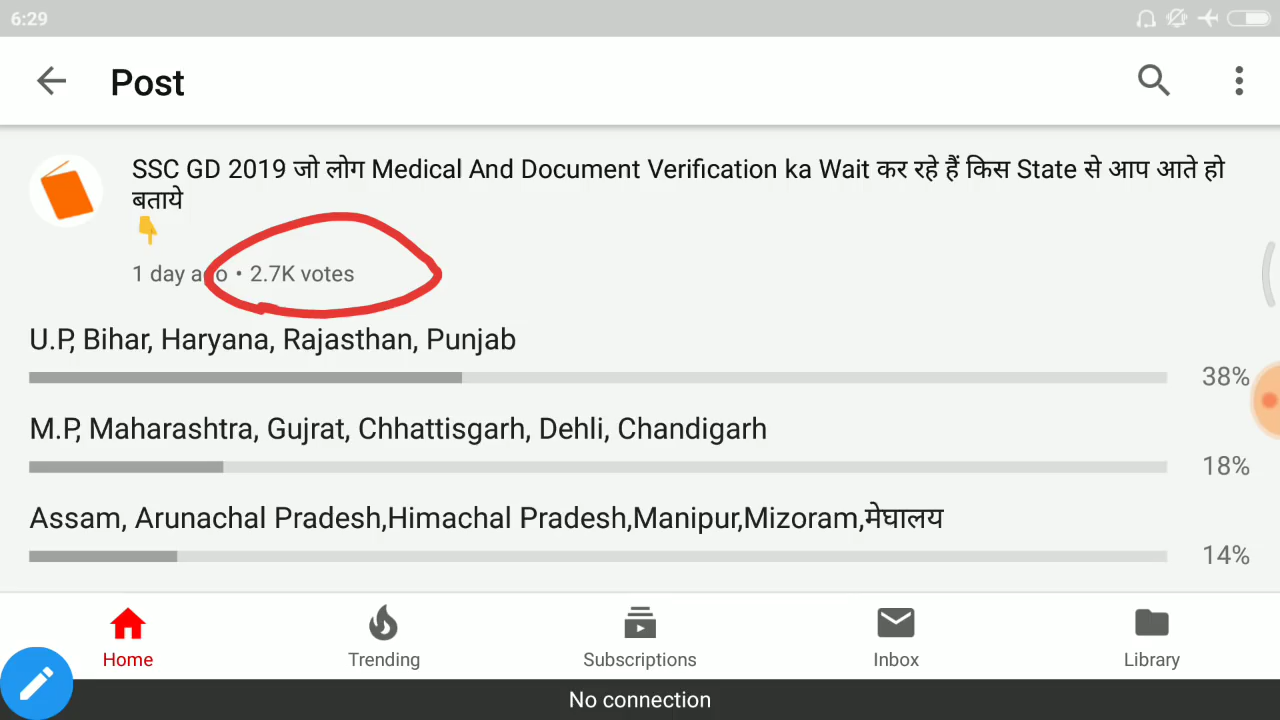 6:29
Post
SSC GD 2019 जो लोग Medical And Document Verification ka Wait कर रहे हैं किस State से आप आते हो
बताये
👇
1 day ago • 2.7K votes
U.P, Bihar, Haryana, Rajasthan, Punjab
38%
M.P, Maharashtra, Gujrat, Chhattisgarh, Dehli, Chandigarh
18%
Assam, Arunachal Pradesh,Himachal Pradesh,Manipur,Mizoram,मेघालय
14%
Home Trending Subscriptions Inbox Library
No connection